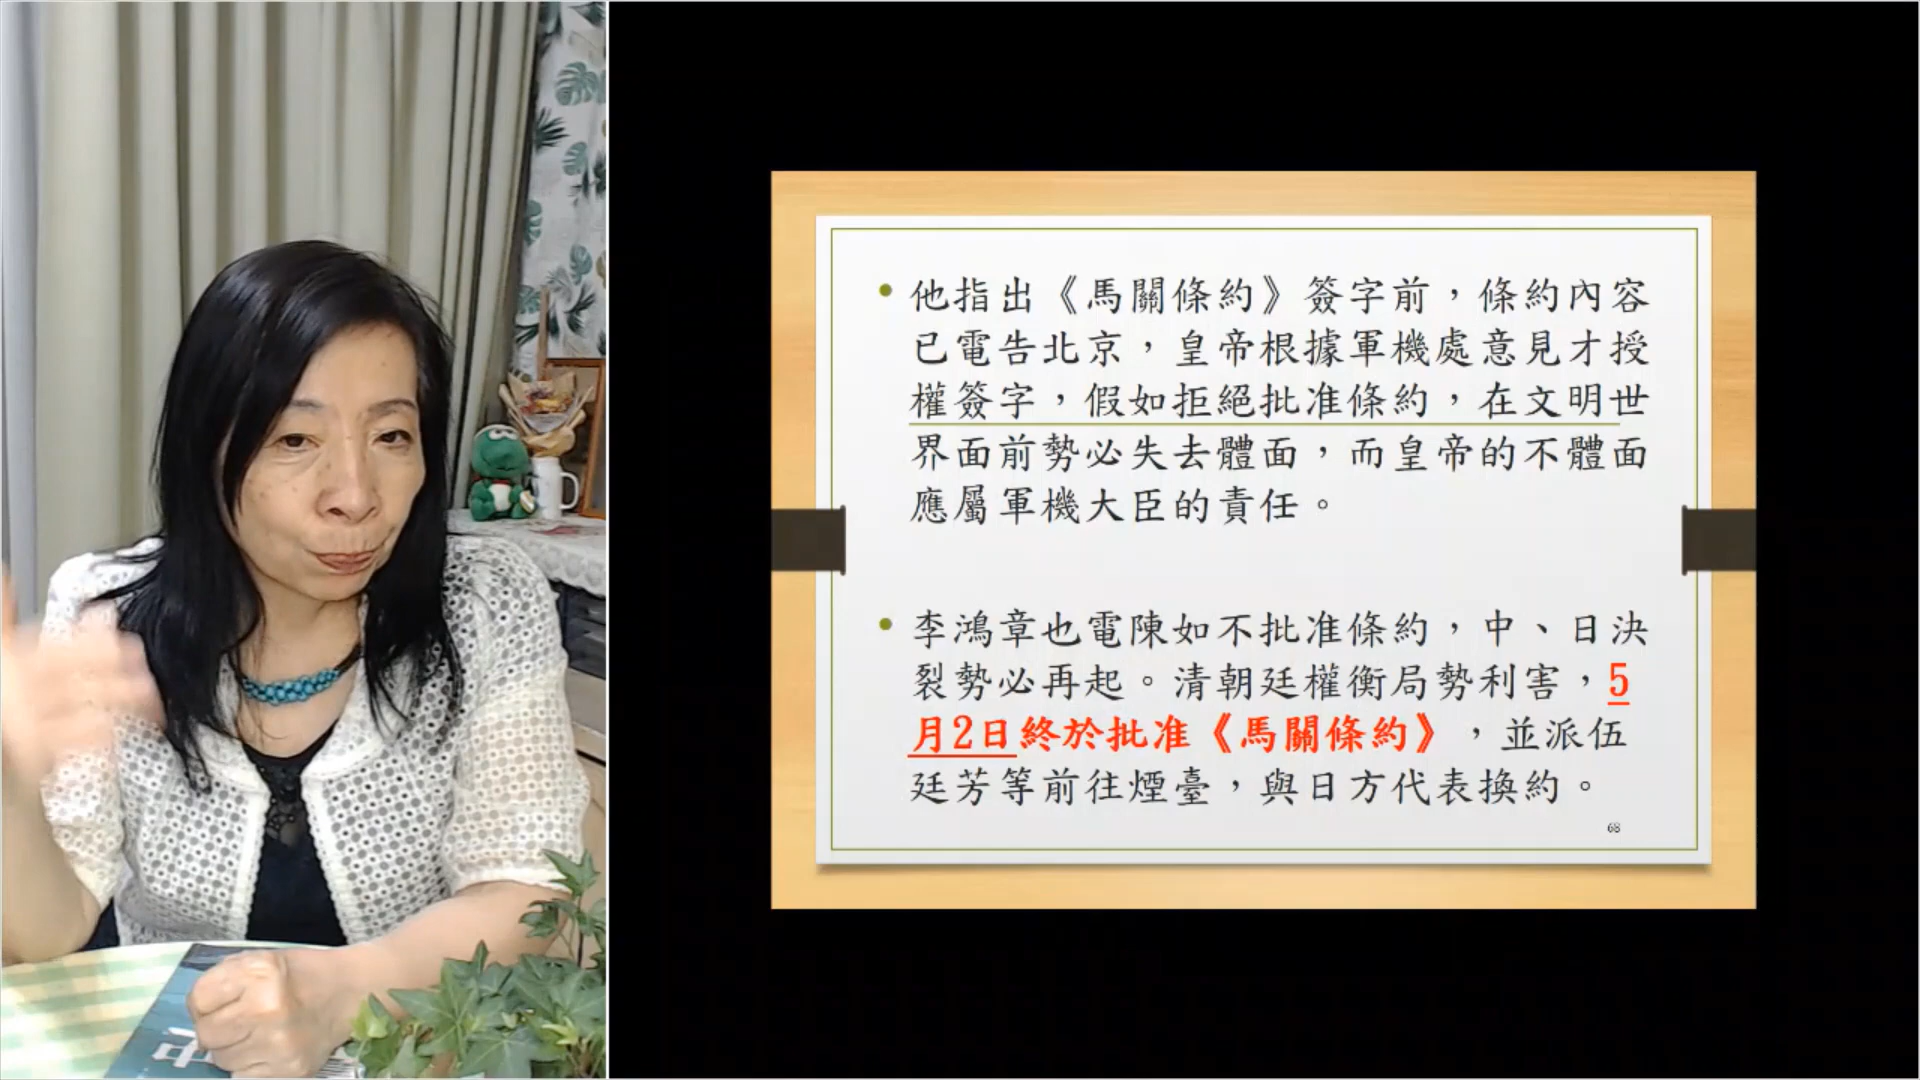 他指出《馬關條約》簽字前，條約內容
已電告北京，皇帝根據軍機處意見才授
權簽字，假如拒絕批准條約，在文明世
界面前勢必失去體面，而皇帝的不體面
應屬軍機大臣的責任。
李鴻章也電陳如不批准條約，中、日決
裂勢必再起。清朝廷權衡局勢利害，5
月2日終於批准《馬關條約》，並派伍
廷芳等前往煙臺，與日方代表換約。
68